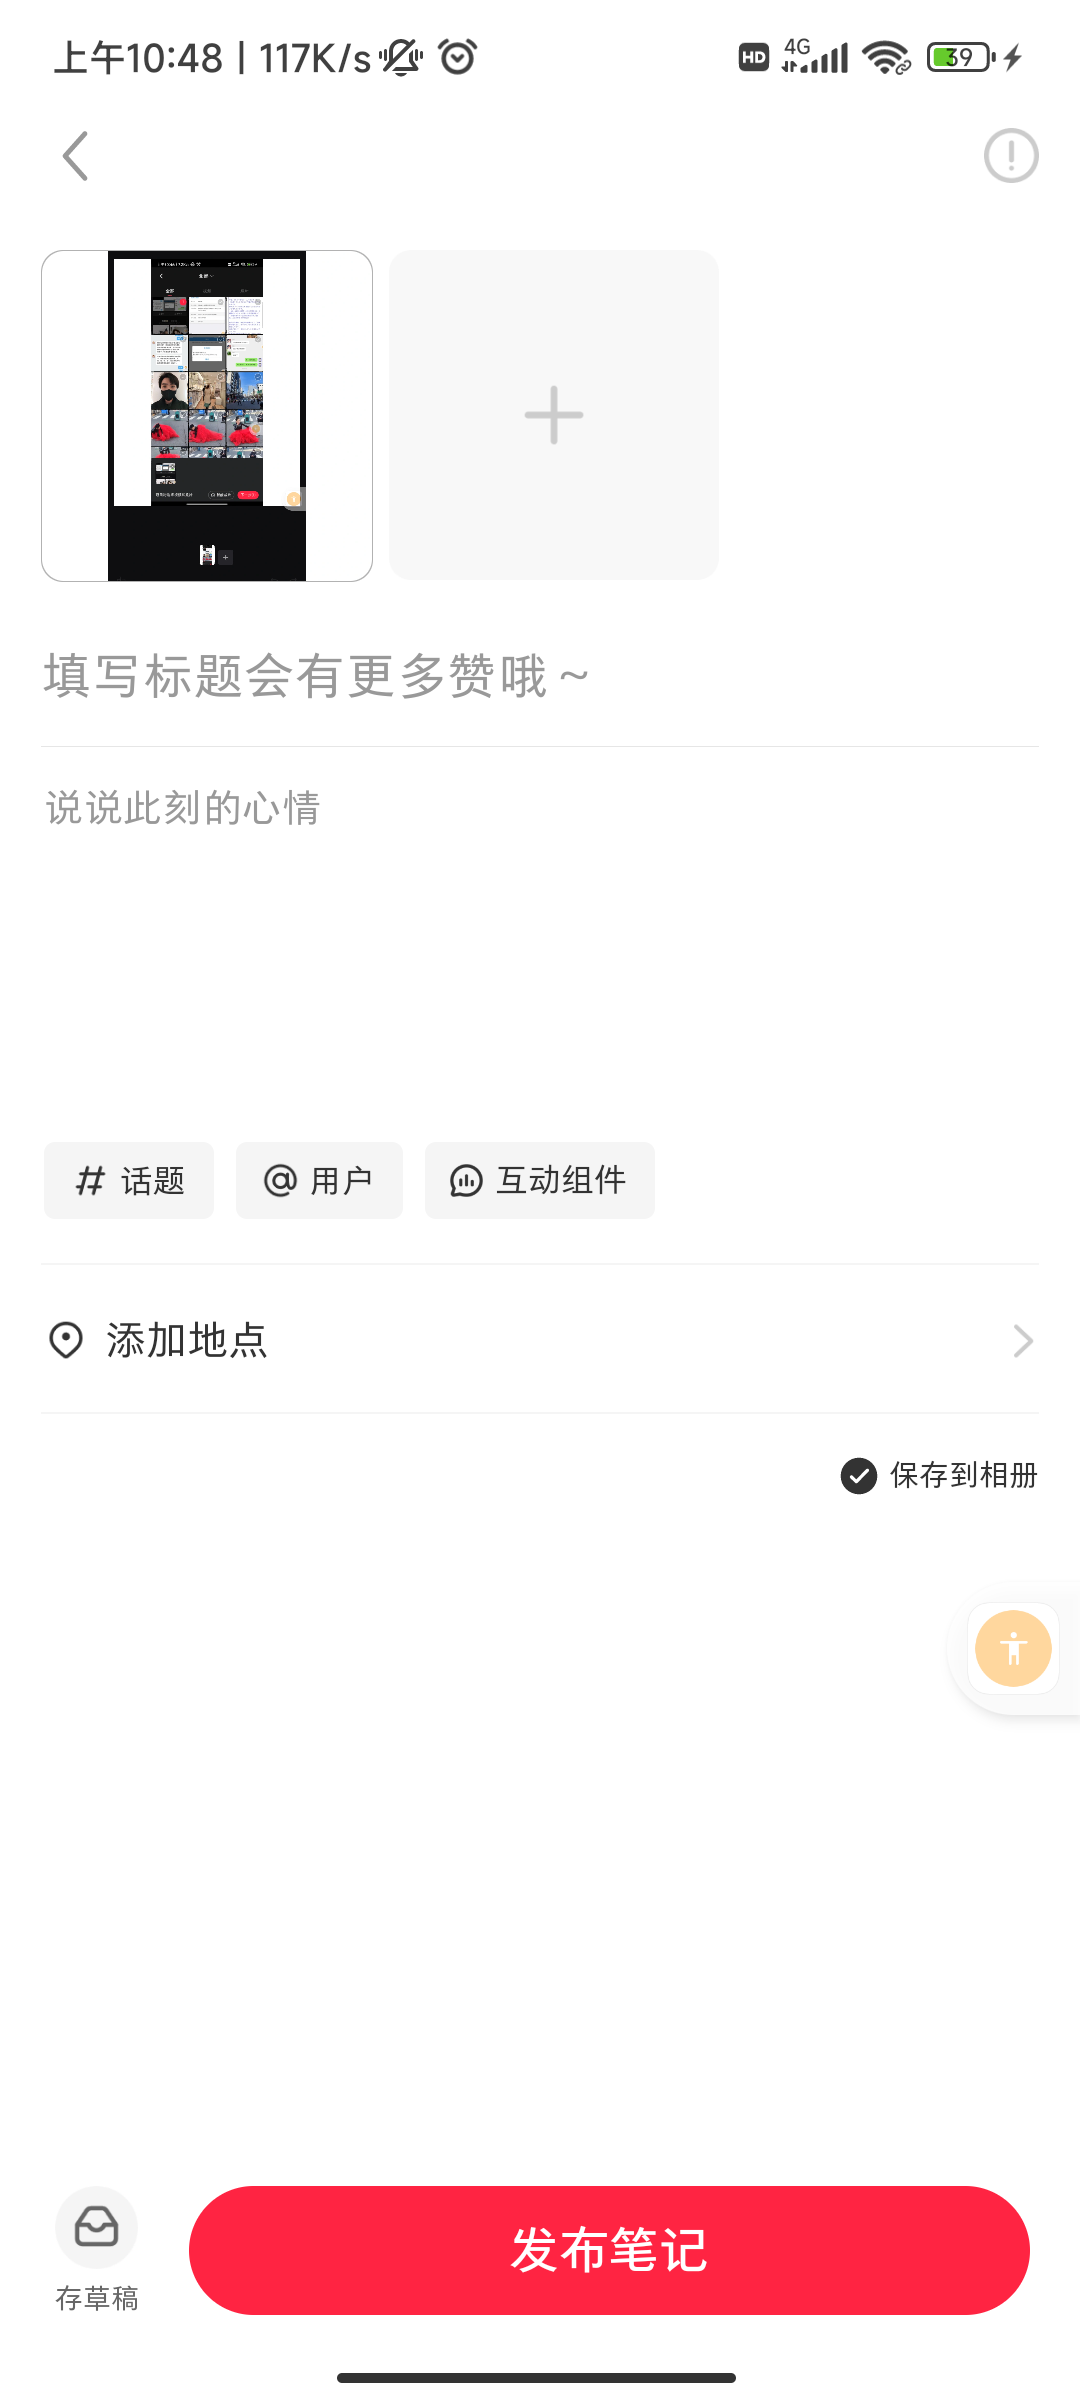 上午10:48 | 117K/s
HD 4G 39
填写标题会有更多赞哦~
说说此刻的心情
# 话题 @ 用户 互动组件
添加地点
保存到相册
存草稿 发布笔记